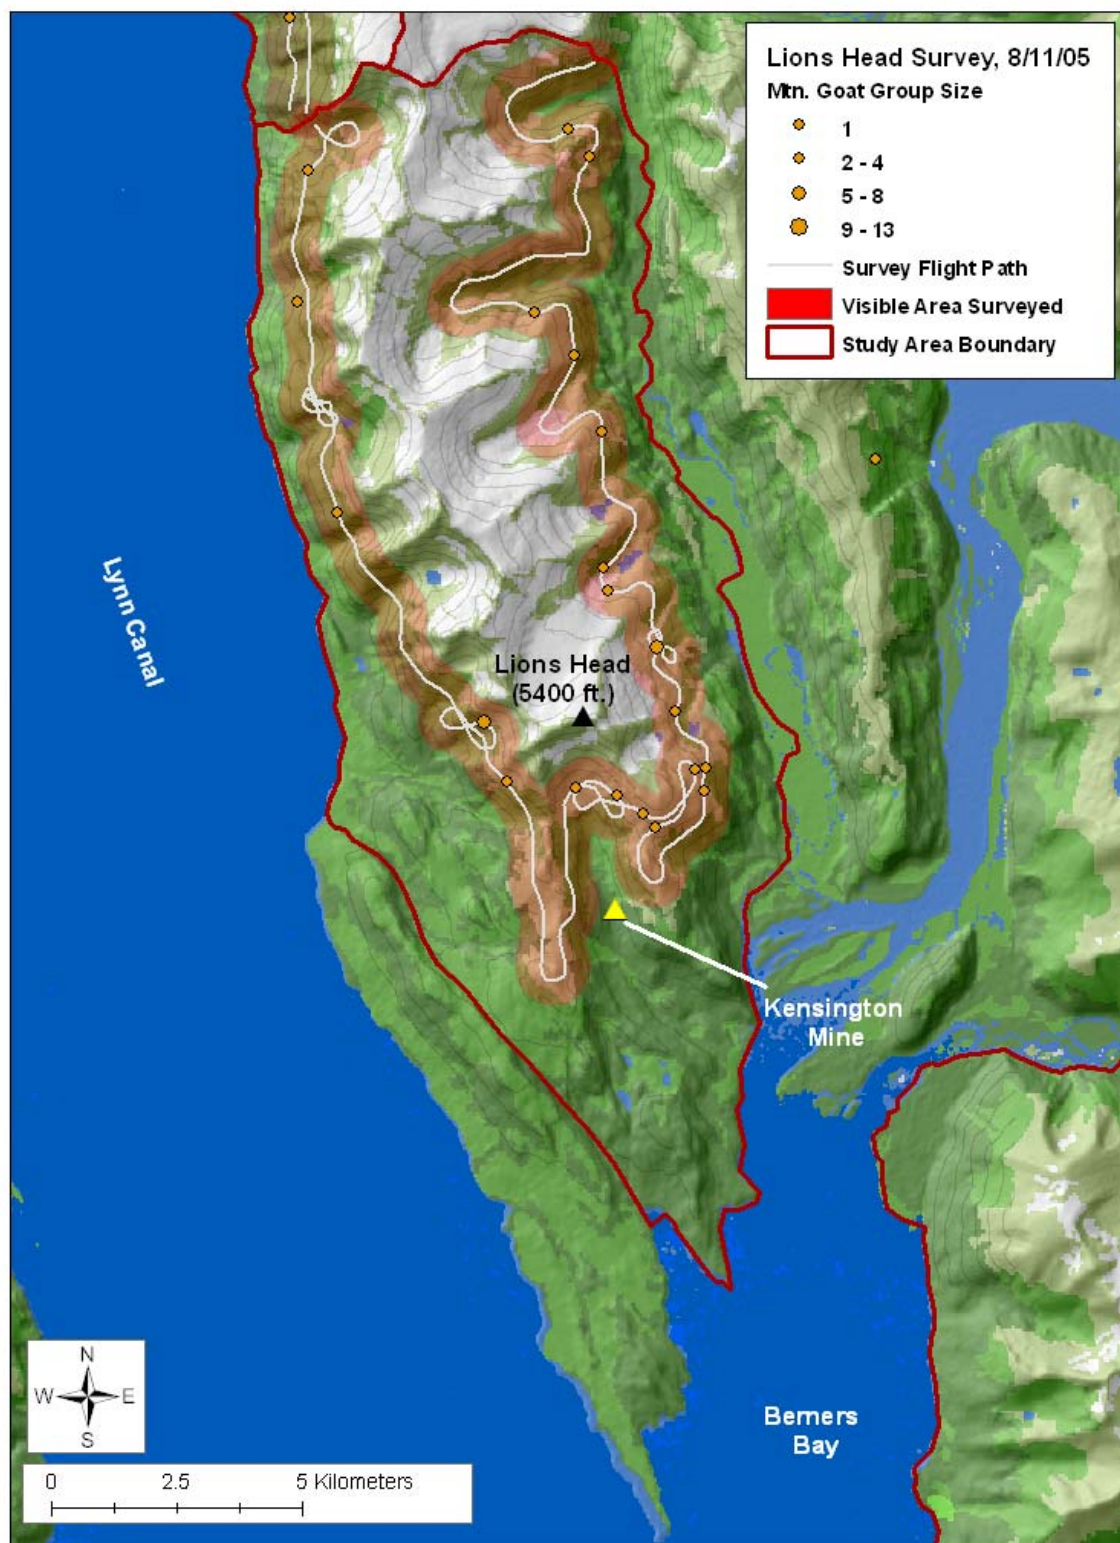 Lions Head Survey, 8/11/05
Mtn. Goat Group Size
1
2 - 4
5 - 8
9 - 13
Survey Flight Path
Visible Area Surveyed
Study Area Boundary
Lynn Canal
Lions Head
(5400 ft.)
Kensington
Mine
Berners
Bay
N
W E
S
0 2.5 5 Kilometers